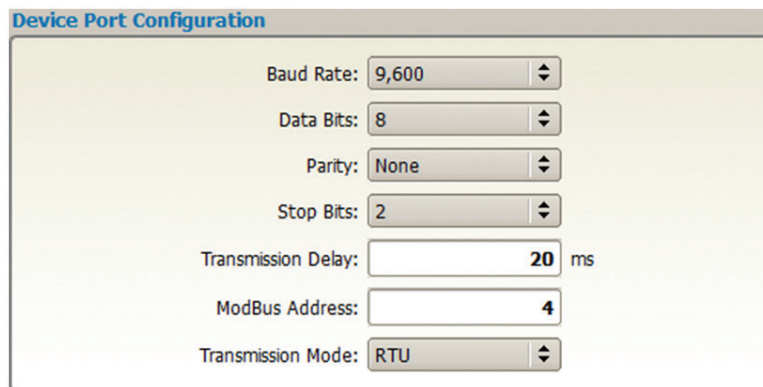 Device Port Configuration
Baud Rate: 9,600
Data Bits: 8
Parity: None
Stop Bits: 2
Transmission Delay: 20 ms
ModBus Address: 4
Transmission Mode: RTU